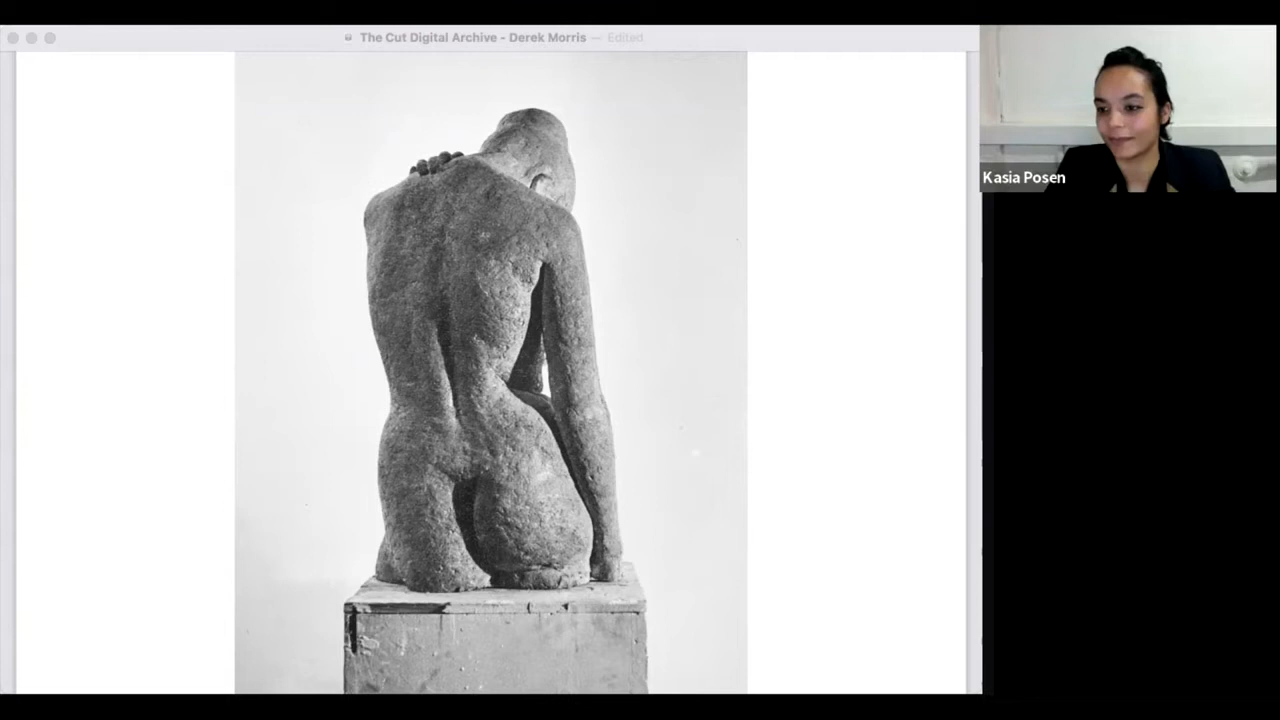 The Cut Digital Archive - Derek Morris — Edited
Kasia Posen